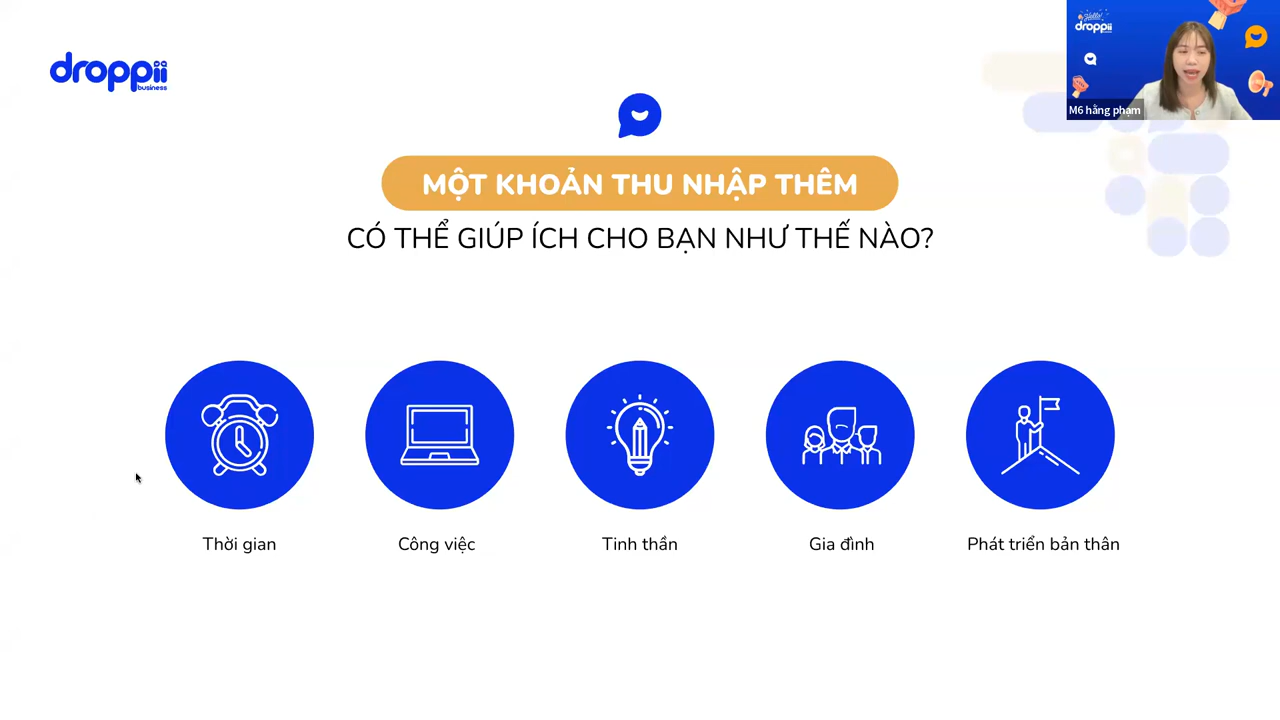 droppii
business
Hello!
droppii
M6 hằng phạm
MỘT KHOẢN THU NHẬP THÊM
CÓ THỂ GIÚP ÍCH CHO BẠN NHƯ THẾ NÀO?
Thời gian
Công việc
Tinh thần
Gia đình
Phát triển bản thân